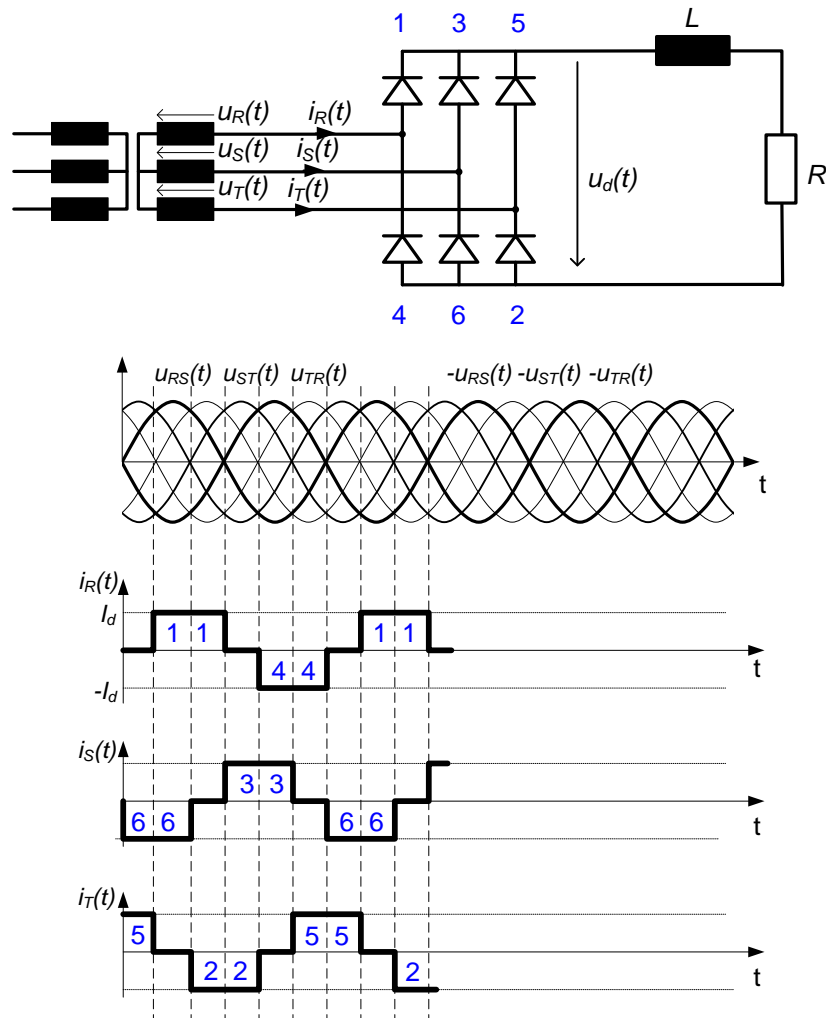 1 3 5
L
u_R(t) i_R(t)
u_S(t) i_S(t)
u_T(t) i_T(t)
u_d(t)
R
4 6 2
u_RS(t) u_ST(t) u_TR(t) -u_RS(t) -u_ST(t) -u_TR(t)
t
i_R(t)
I_d
1 1 1 1
4 4
t
-I_d
i_S(t)
3 3
6 6 6 6
t
i_T(t)
5 5 5
2 2 2
t